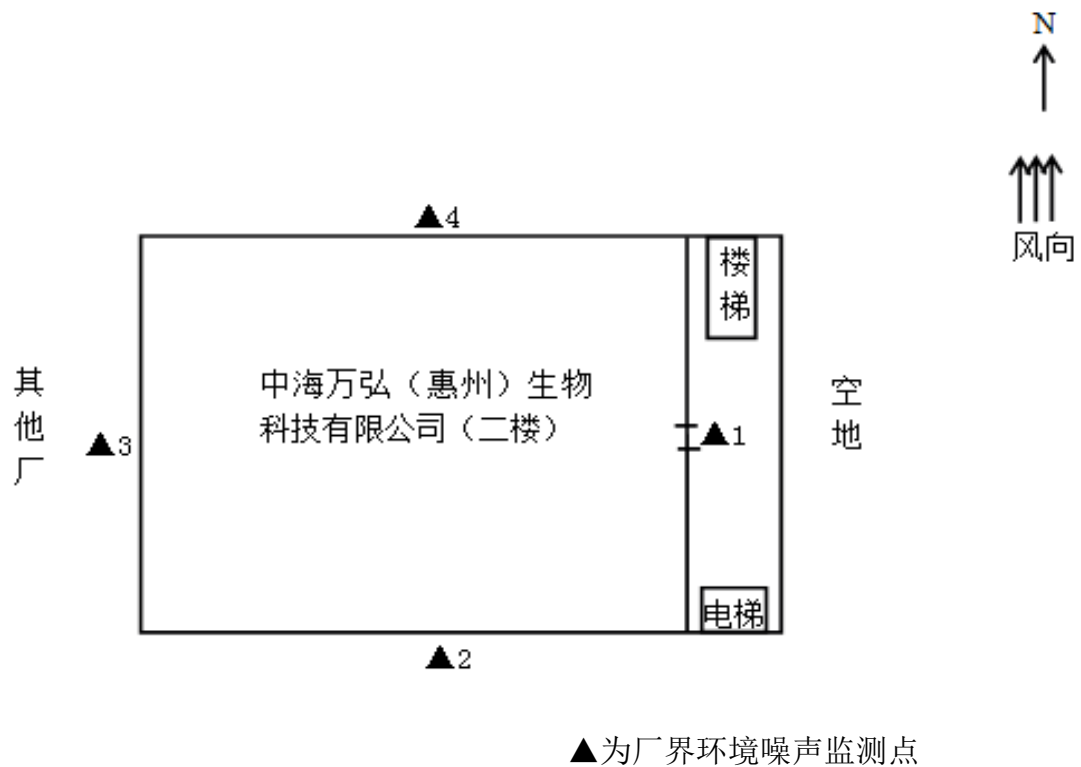 N
风向
▲4
楼
梯
中海万弘（惠州）生物
科技有限公司（二楼）
其
他
厂
▲3
▲1
空
地
电梯
▲2
▲为厂界环境噪声监测点